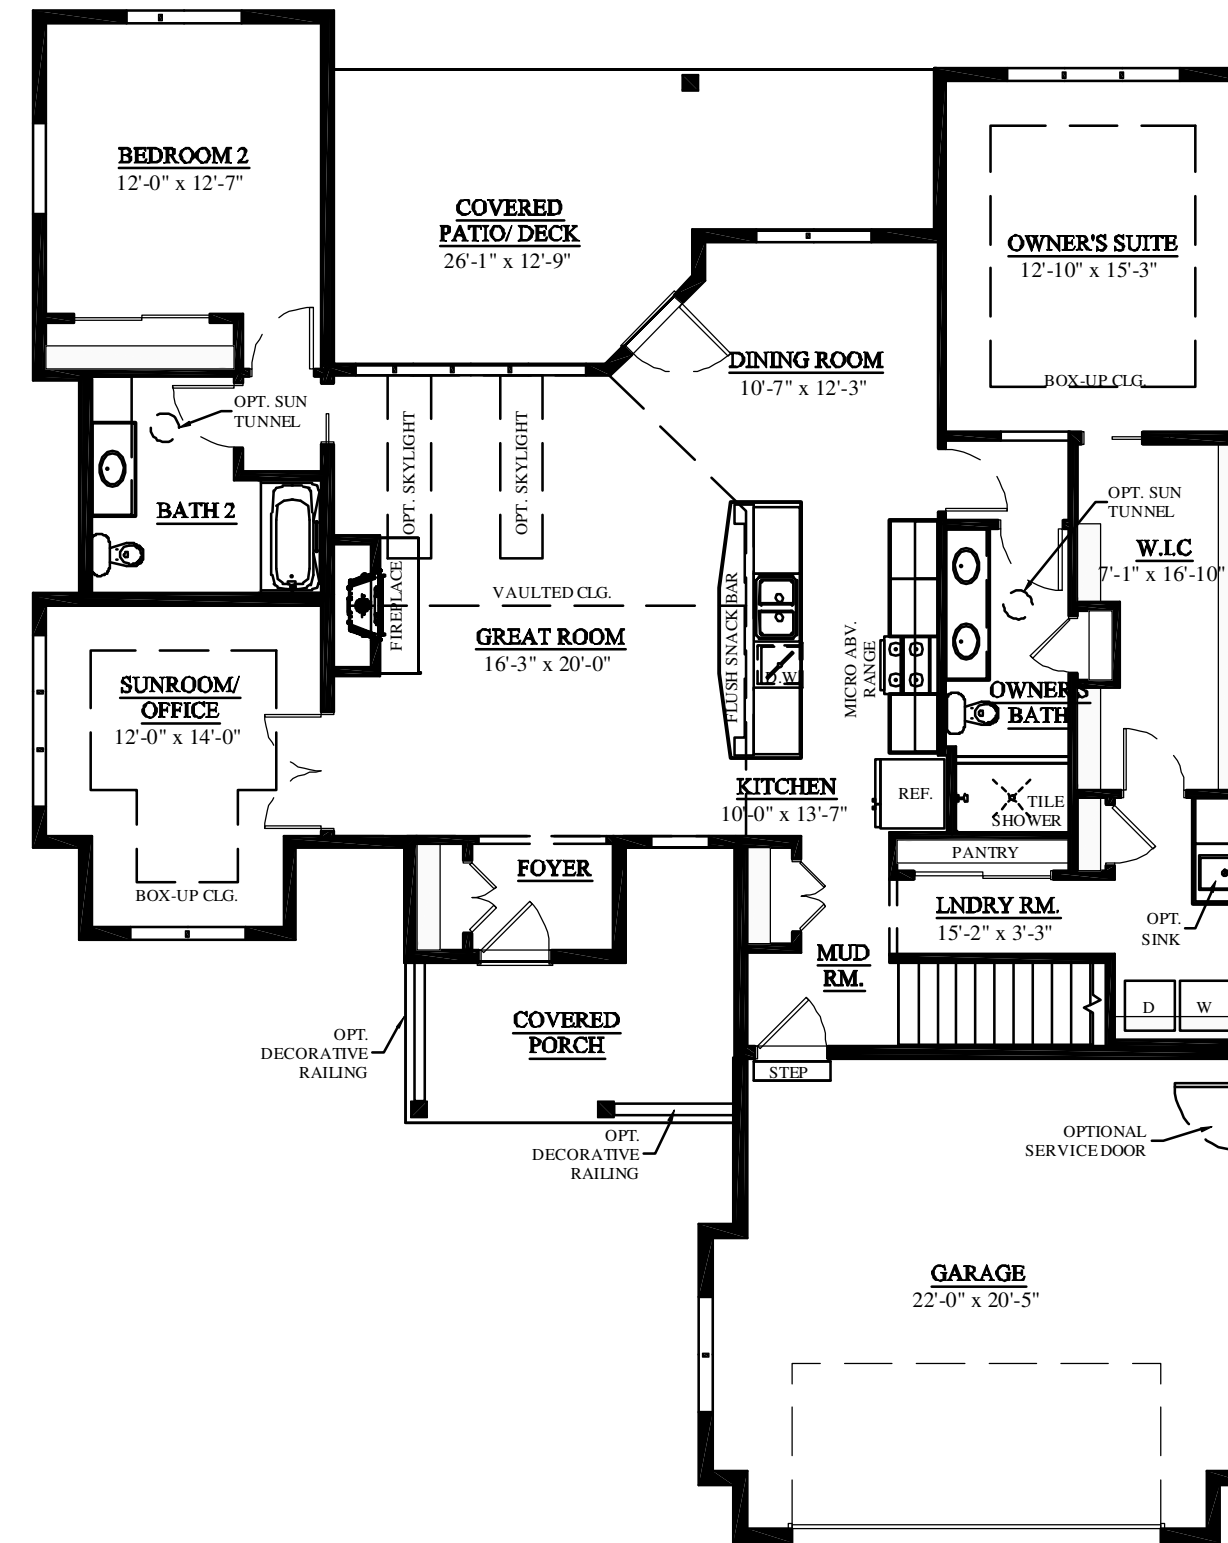 BEDROOM 2
12'-0" x 12'-7"
COVERED
PATIO/ DECK
26'-1" x 12'-9"
OWNER'S SUITE
12'-10" x 15'-3"
BOX-UP CLG.
DINING ROOM
10'-7" x 12'-3"
OPT. SUN
TUNNEL
OPT. SKYLIGHT
OPT. SKYLIGHT
BATH 2
OPT. SUN
TUNNEL
W.I.C
7'-1" x 16'-10"
FIREPLACE
VAULTED CLG.
GREAT ROOM
16'-3" x 20'-0"
FLUSH SNACK BAR
D.W.
MICRO ABV.
RANGE
OWNER'S
BATH
SUNROOM/
OFFICE
12'-0" x 14'-0"
BOX-UP CLG.
KITCHEN
10'-0" x 13'-7"
REF.
TILE
SHOWER
PANTRY
FOYER
LNDRY RM.
15'-2" x 3'-3"
OPT.
SINK
MUD
RM.
D
W
COVERED
PORCH
OPT.
DECORATIVE
RAILING
STEP
OPT.
DECORATIVE
RAILING
OPTIONAL
SERVICE DOOR
GARAGE
22'-0" x 20'-5"